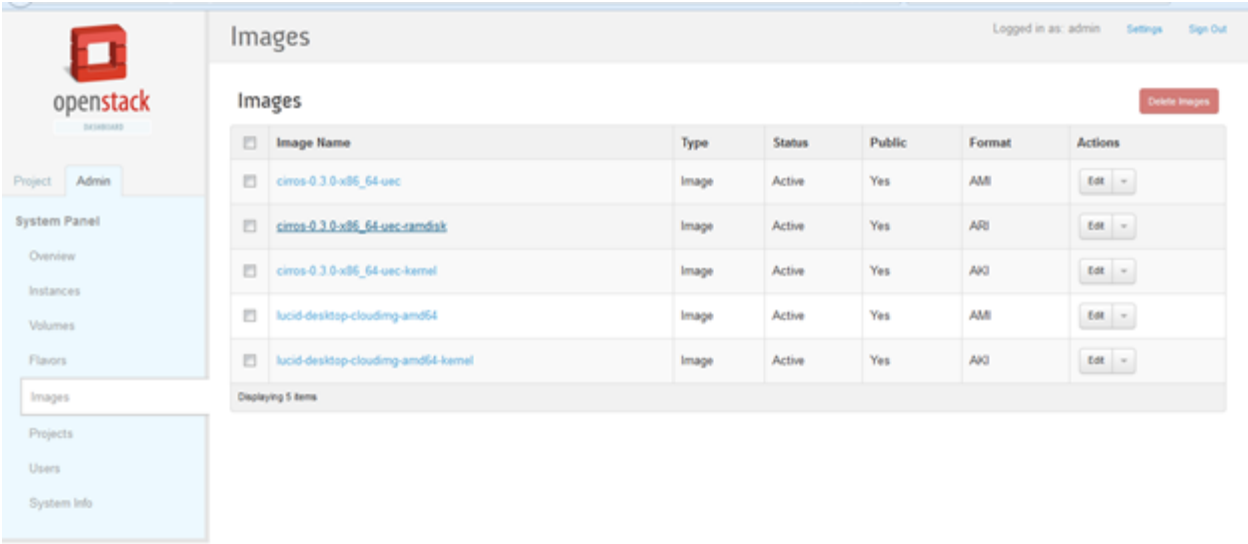 Images
Logged in as: admin Settings Sign Out
openstack
DASHBOARD
Project Admin
System Panel
Overview
Instances
Volumes
Flavors
Images
Projects
Users
System Info
Images
Delete Images
Image Name Type Status Public Format Actions
cirros-0.3.0-x86_64-uec Image Active Yes AMI Edit
cirros-0.3.0-x86_64-uec-ramdisk Image Active Yes ARI Edit
cirros-0.3.0-x86_64-uec-kernel Image Active Yes AKI Edit
lucid-desktop-cloudimg-amd64 Image Active Yes AMI Edit
lucid-desktop-cloudimg-amd64-kernel Image Active Yes AKI Edit
Displaying 5 items